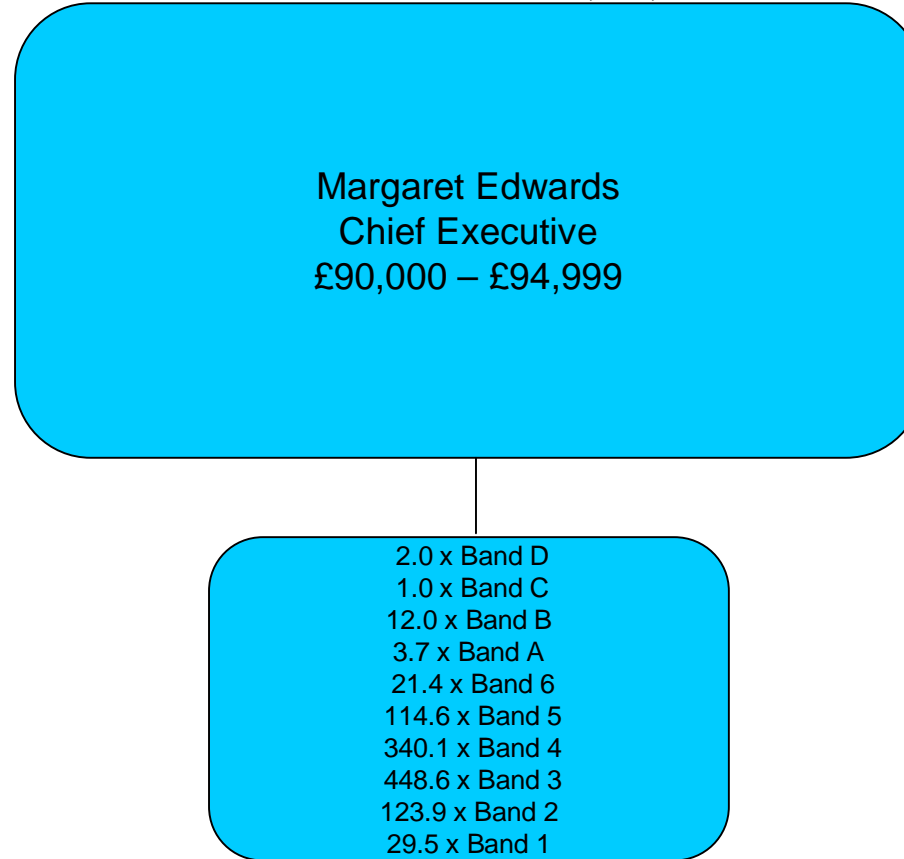 Margaret Edwards
Chief Executive
£90,000 – £94,999
2.0 x Band D
1.0 x Band C
12.0 x Band B
3.7 x Band A
21.4 x Band 6
114.6 x Band 5
340.1 x Band 4
448.6 x Band 3
123.9 x Band 2
29.5 x Band 1